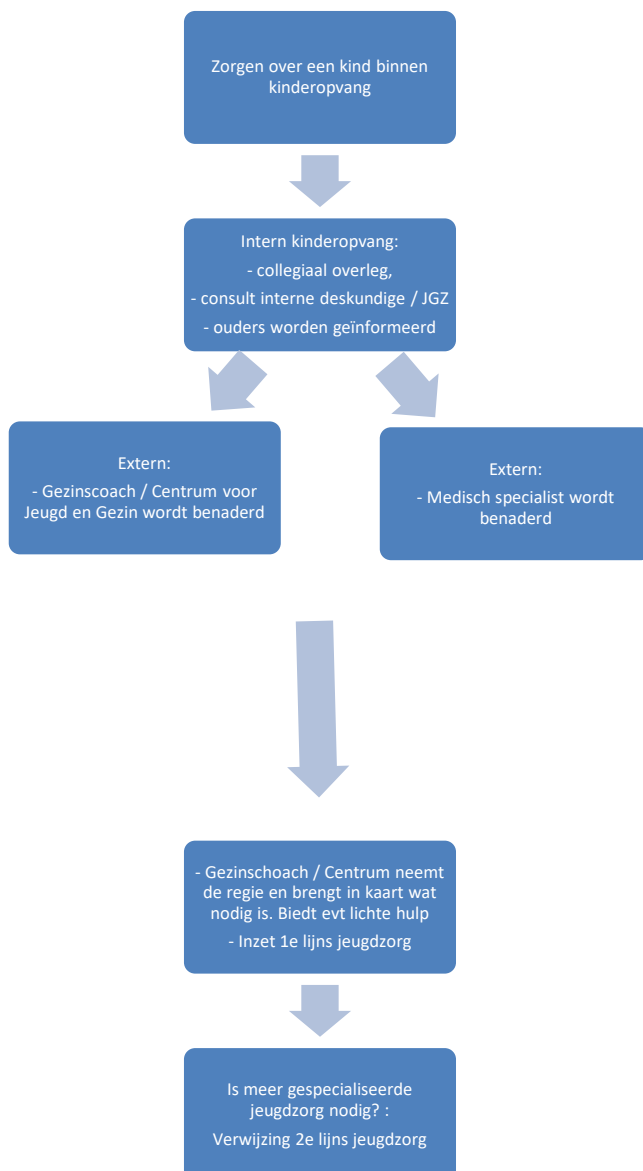 Zorgen over een kind binnen
kinderopvang
Intern kinderopvang:
- collegiaal overleg,
- consult interne deskundige / JGZ
- ouders worden geïnformeerd
Extern:
- Gezinscoach / Centrum voor
Jeugd en Gezin wordt benaderd
Extern:
- Medisch specialist wordt
benaderd
- Gezinschoach / Centrum neemt
de regie en brengt in kaart wat
nodig is. Biedt evt lichte hulp
- Inzet 1e lijns jeugdzorg
Is meer gespecialiseerde
jeugdzorg nodig? :
Verwijzing 2e lijns jeugdzorg